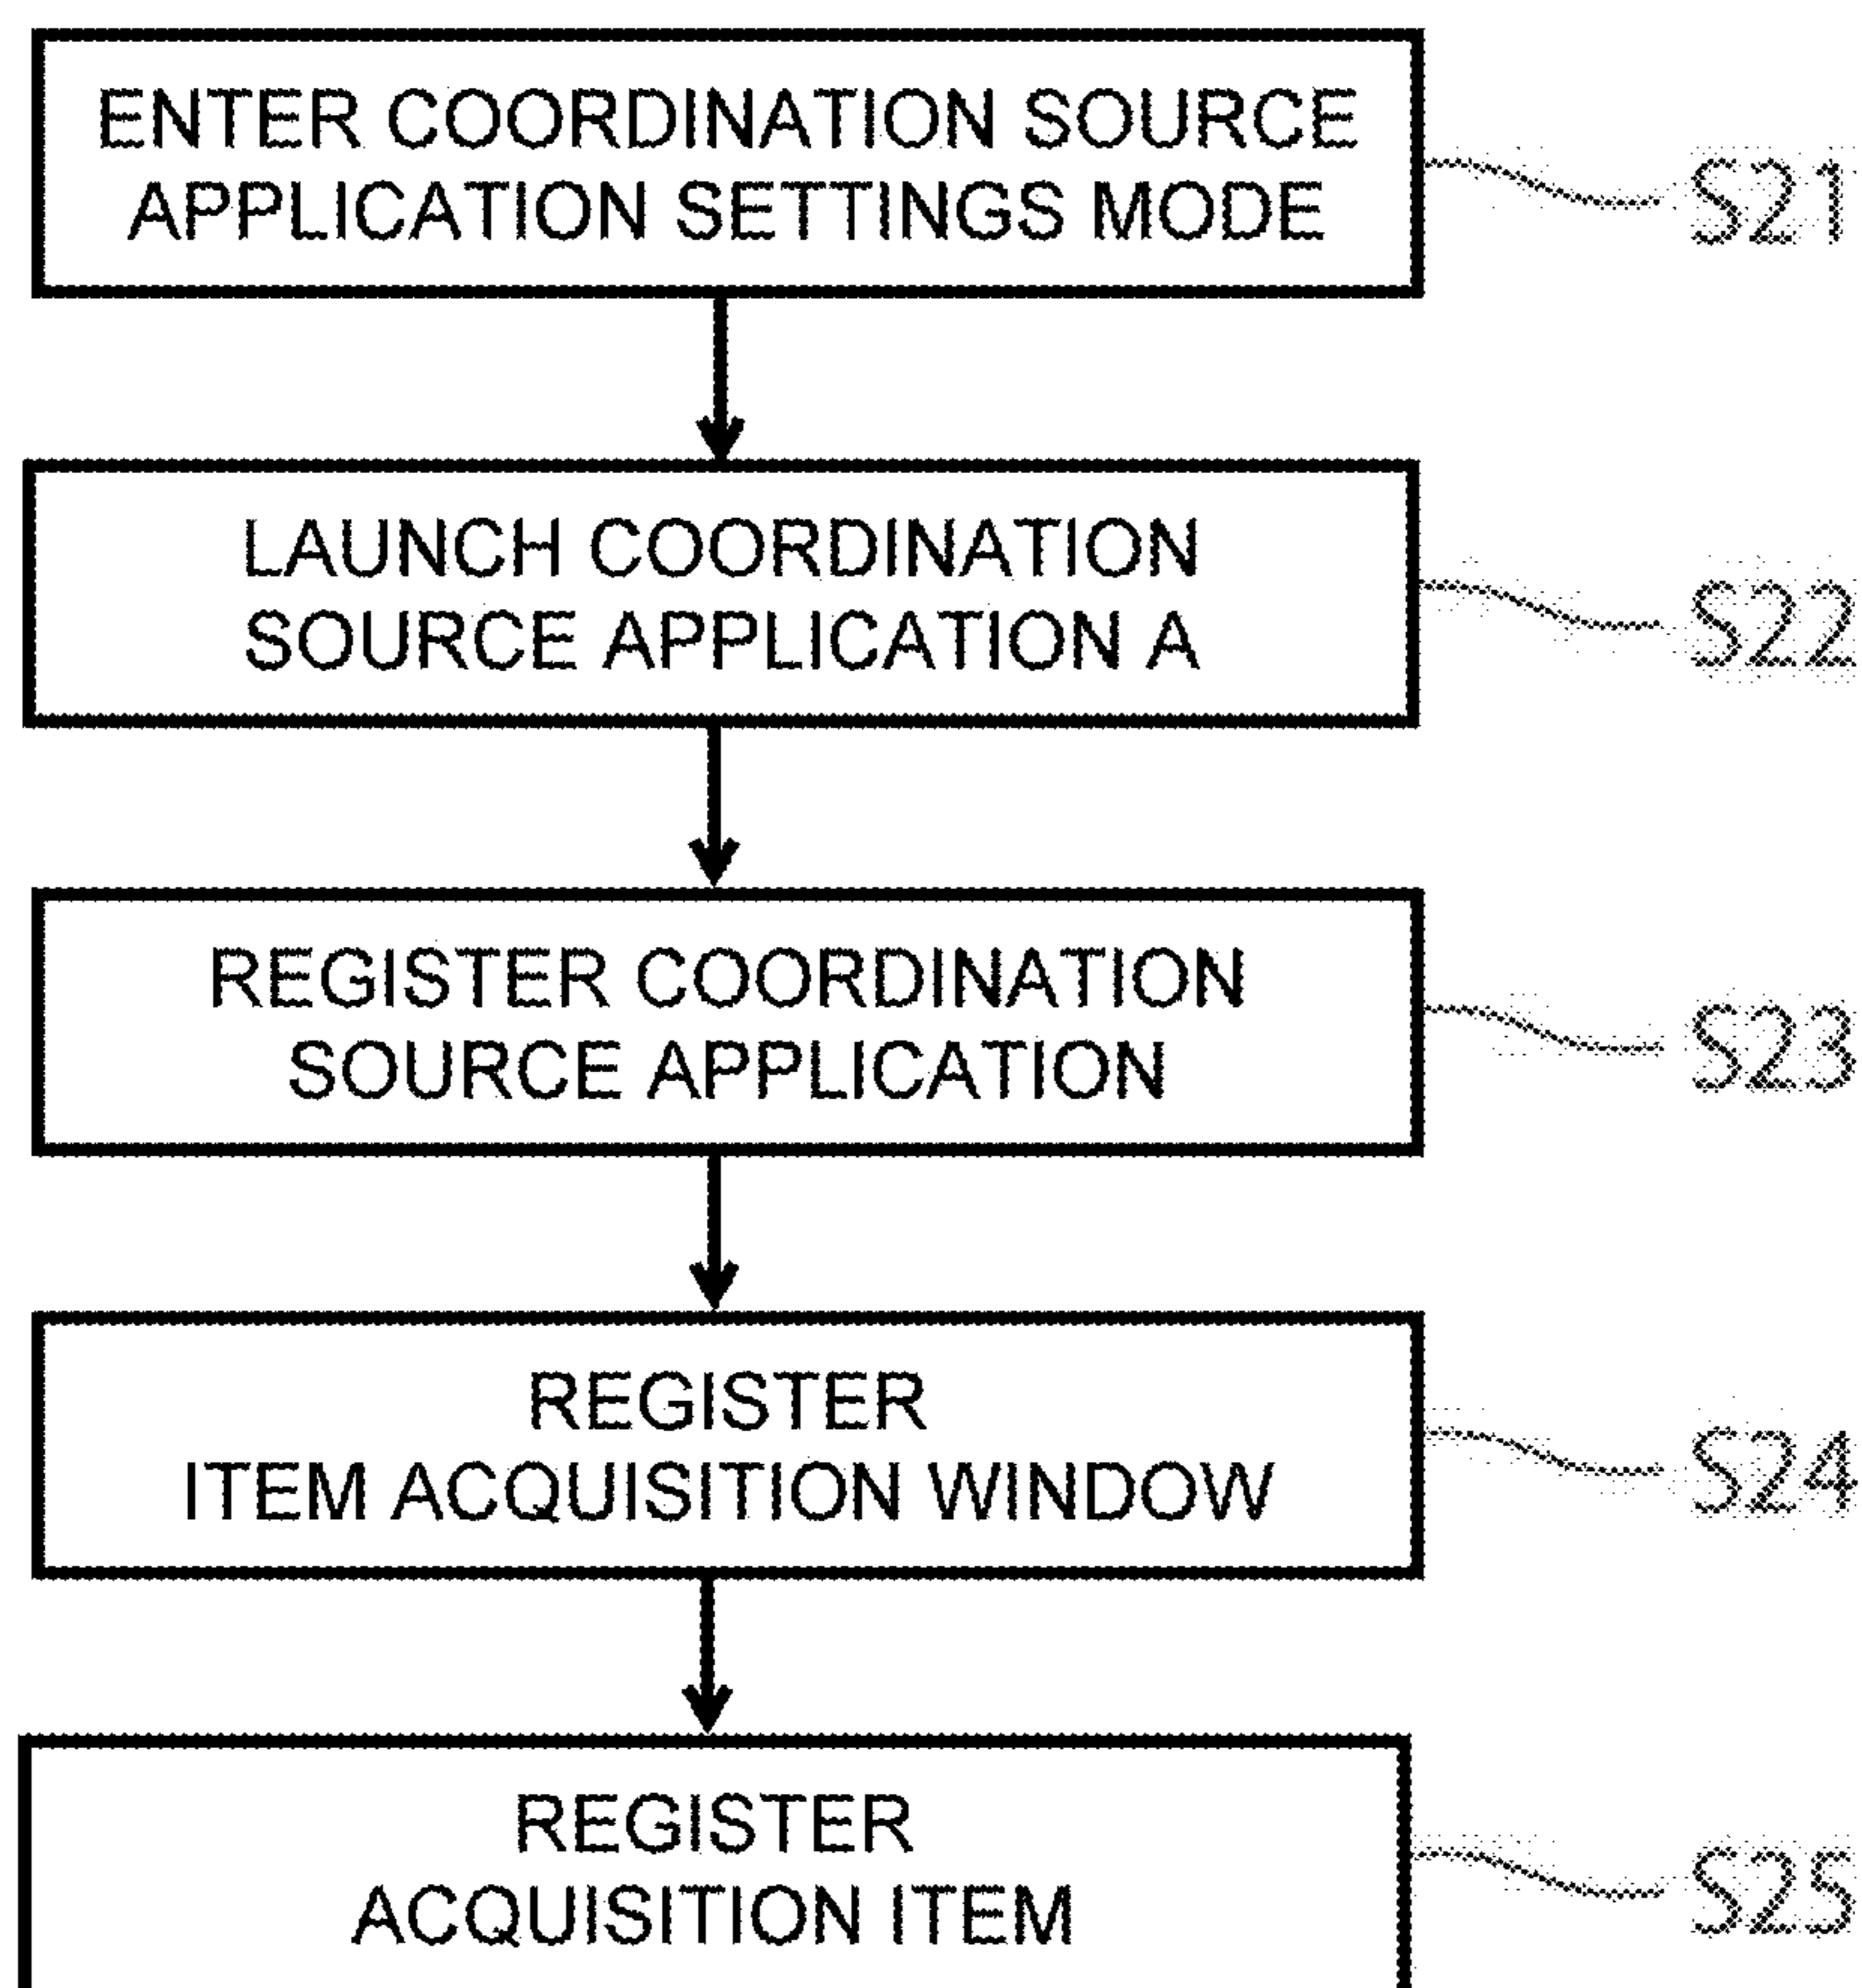 ENTER COORDINATION SOURCE
APPLICATION SETTINGS MODE
S21
LAUNCH COORDINATION
SOURCE APPLICATION A
S22
REGISTER COORDINATION
SOURCE APPLICATION
S23
REGISTER
ITEM ACQUISITION WINDOW
S24
REGISTER
ACQUISITION ITEM
S25